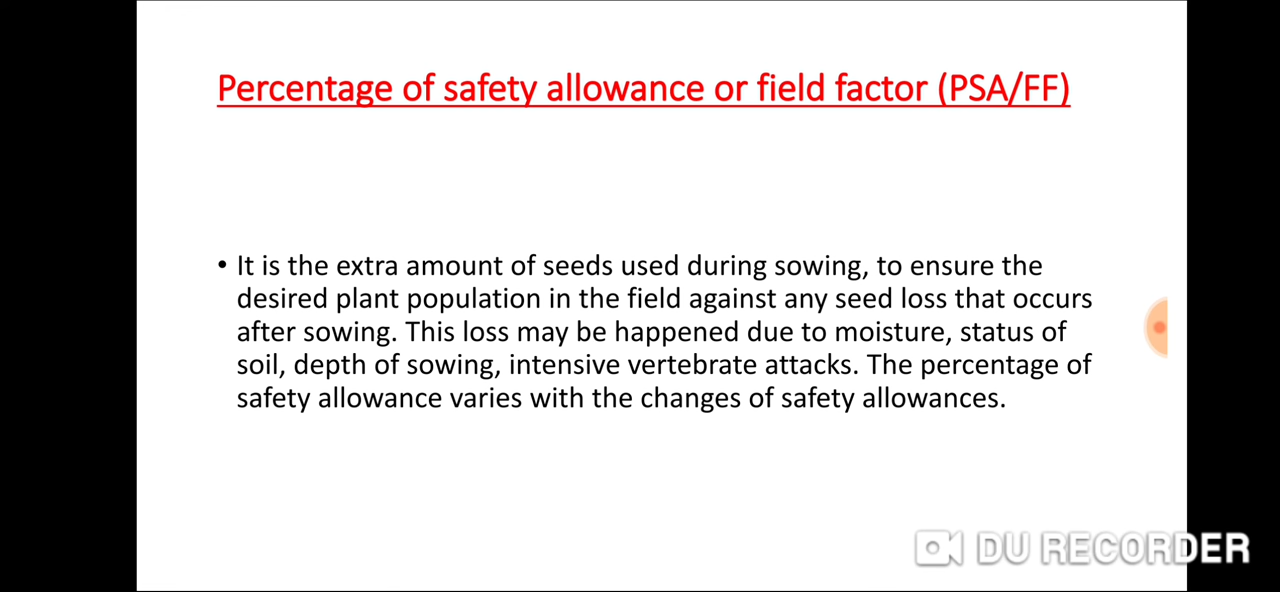 Percentage of safety allowance or field factor (PSA/FF)
• It is the extra amount of seeds used during sowing, to ensure the
desired plant population in the field against any seed loss that occurs
after sowing. This loss may be happened due to moisture, status of
soil, depth of sowing, intensive vertebrate attacks. The percentage of
safety allowance varies with the changes of safety allowances.
DU RECORDER